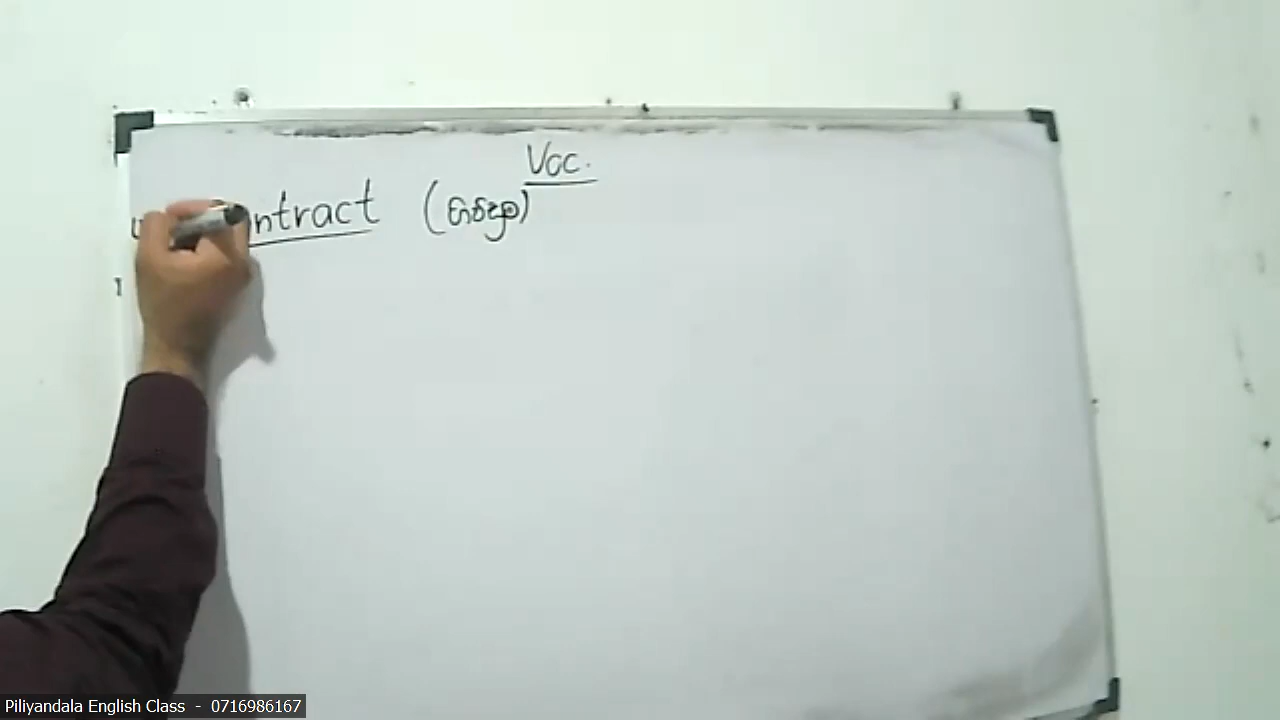 Voc.
ntract (ගිවිසුම)
Piliyandala English Class - 0716986167